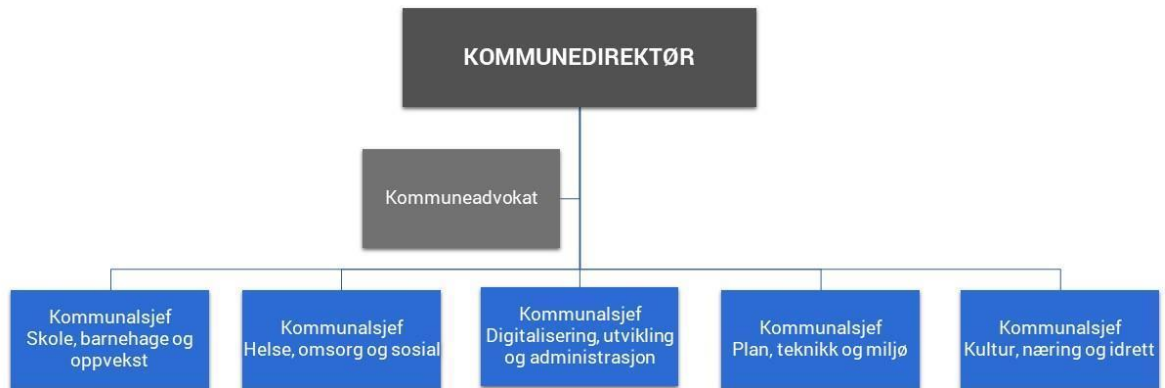 KOMMUNEDIREKTØR
Kommuneadvokat
Kommunalsjef
Skole, barnehage og
oppvekst
Kommunalsjef
Helse, omsorg og sosial
Kommunalsjef
Digitalisering, utvikling
og administrasjon
Kommunalsjef
Plan, teknikk og miljø
Kommunalsjef
Kultur, næring og idrett